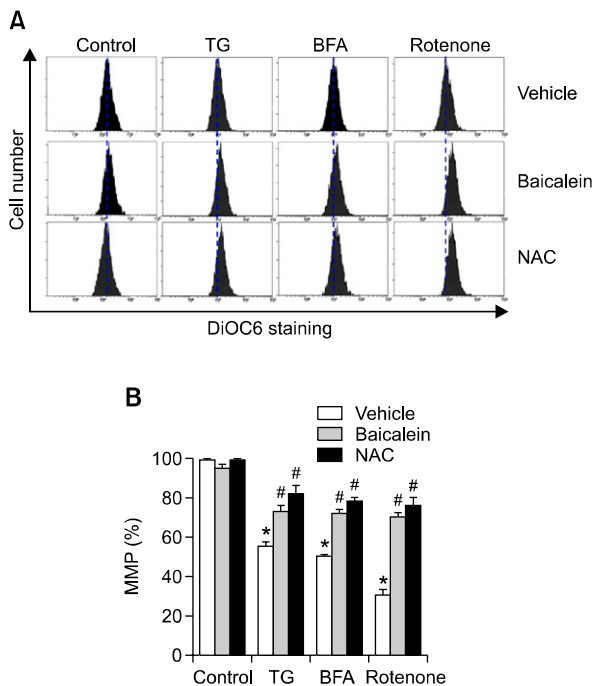 A
Control TG BFA Rotenone
Vehicle
Baicalein
NAC
Cell number
DiOC6 staining
B
Vehicle
Baicalein
NAC
MMP (%)
100
80
60
40
20
0
* # #
* # #
* # #
Control TG BFA Rotenone